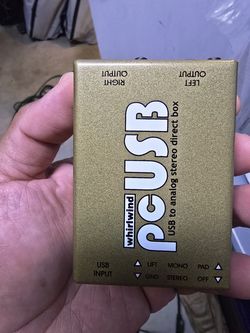 RIGHT
OUTPUT
LEFT
OUTPUT
whirlwind
pcUSB
USB to analog stereo direct box
USB
INPUT
LIFT
GND
MONO
STEREO
PAD
OFF